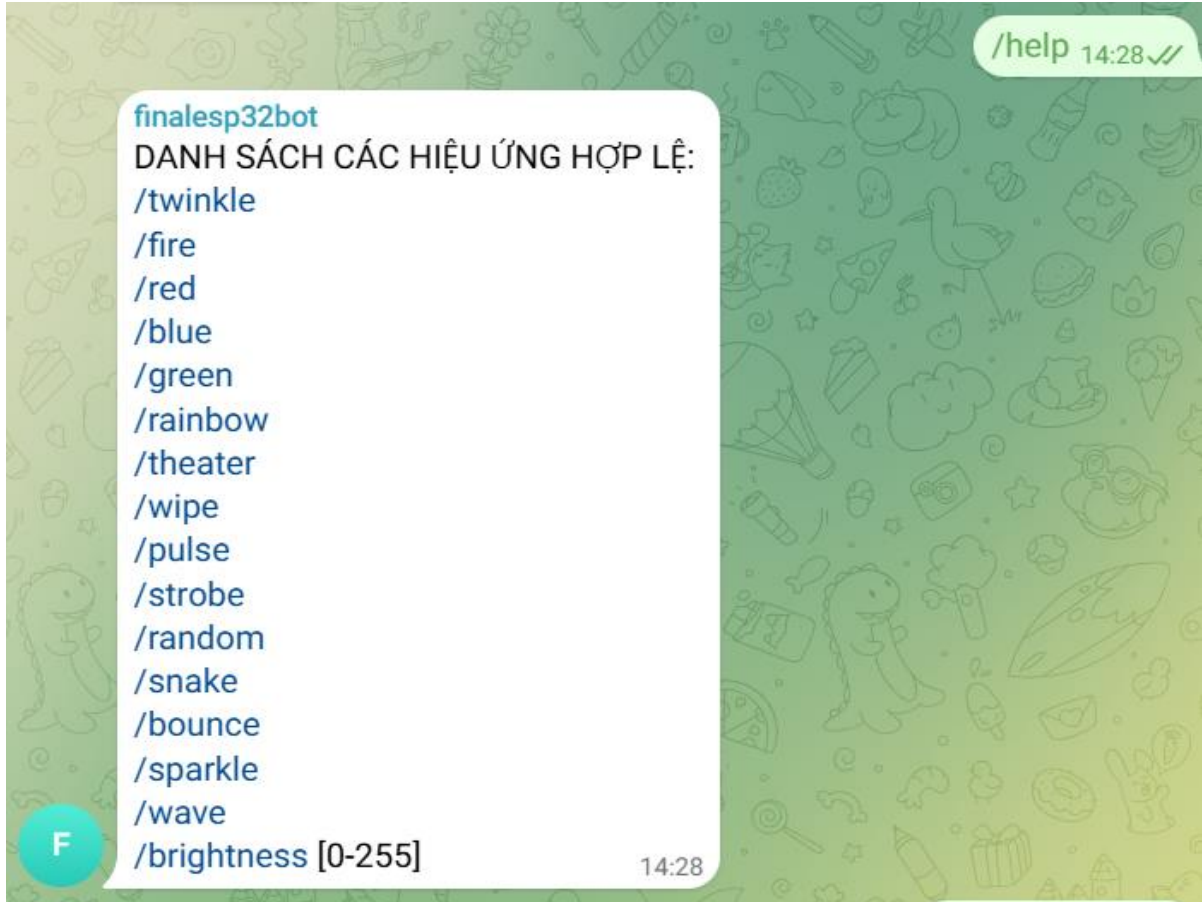 /help 14:28
finalesp32bot
DANH SÁCH CÁC HIỆU ỨNG HỢP LỆ:
/twinkle
/fire
/red
/blue
/green
/rainbow
/theater
/wipe
/pulse
/strobe
/random
/snake
/bounce
/sparkle
/wave
F
/brightness [0-255] 14:28